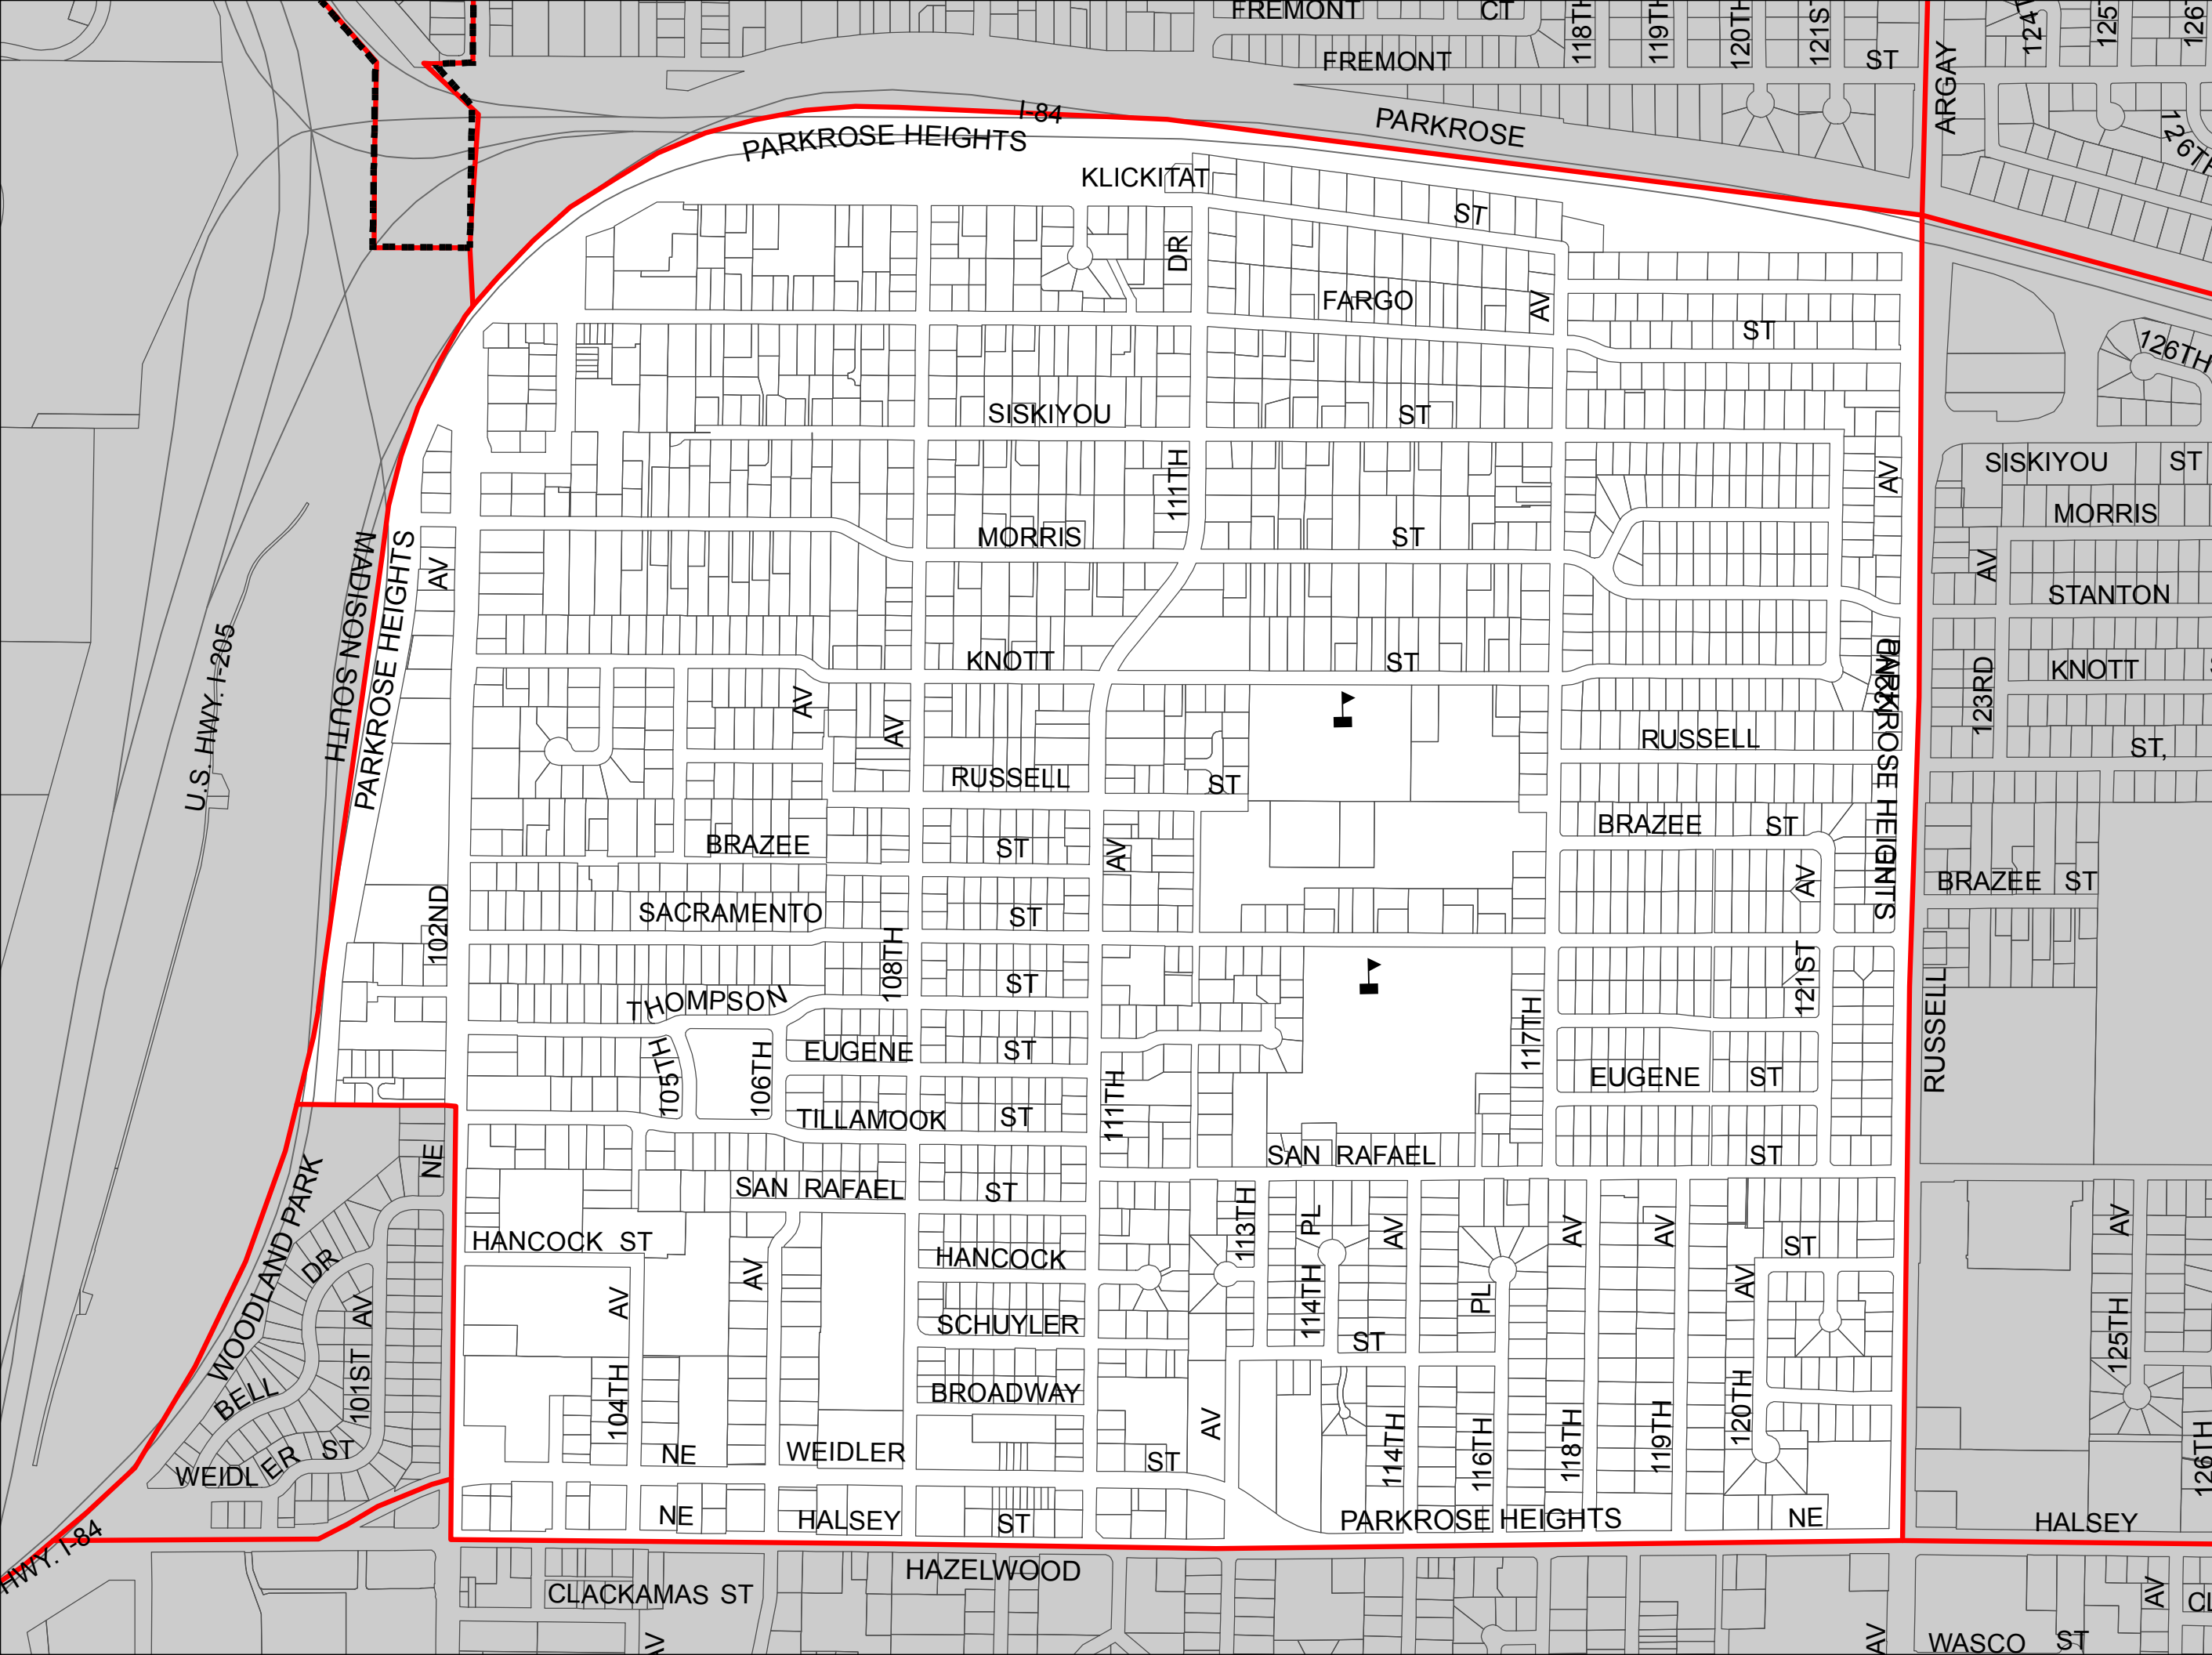 FREMONT CT
118TH
119TH
120TH
121ST
FREMONT ST
ARGAY
124
125
126
126TH
I-84
PARKROSE HEIGHTS
PARKROSE
KLICKITAT ST
DR
FARGO ST
AV
126TH
SISKIYOU ST
AV
111TH
SISKIYOU ST
MORRIS
MORRIS ST
MADISON SOUTH
PARKROSE HEIGHTS
AV
AV
STANTON
U.S. HWY. I-205
KNOTT ST
KNOTT
123RD
AV
AV
RUSSELL ST
RUSSELL
ST,
PARKROSE HEIGHTS
BRAZEE ST
BRAZEE ST
AV
AV
BRAZEE ST
102ND
SACRAMENTO ST
108TH
121ST
THOMPSON ST
RUSSELL
105TH
106TH
EUGENE ST
117TH
EUGENE ST
111TH
TILLAMOOK ST
SAN RAFAEL ST
NE
WOODLAND PARK
SAN RAFAEL ST
113TH
PL
AV
AV
AV
AV
HANCOCK ST
HANCOCK ST
DR
AV
AV
AV
114TH
PL
AV
SCHUYLER ST
125TH
BELL
101ST
104TH
BROADWAY
AV
114TH
116TH
118TH
119TH
120TH
126TH
WEIDLER ST
NE WEIDLER ST
NE HALSEY ST
PARKROSE HEIGHTS
NE
HALSEY
HWY. I-84
HAZELWOOD
CLACKAMAS ST
AV
AV
AV
CL
WASCO ST